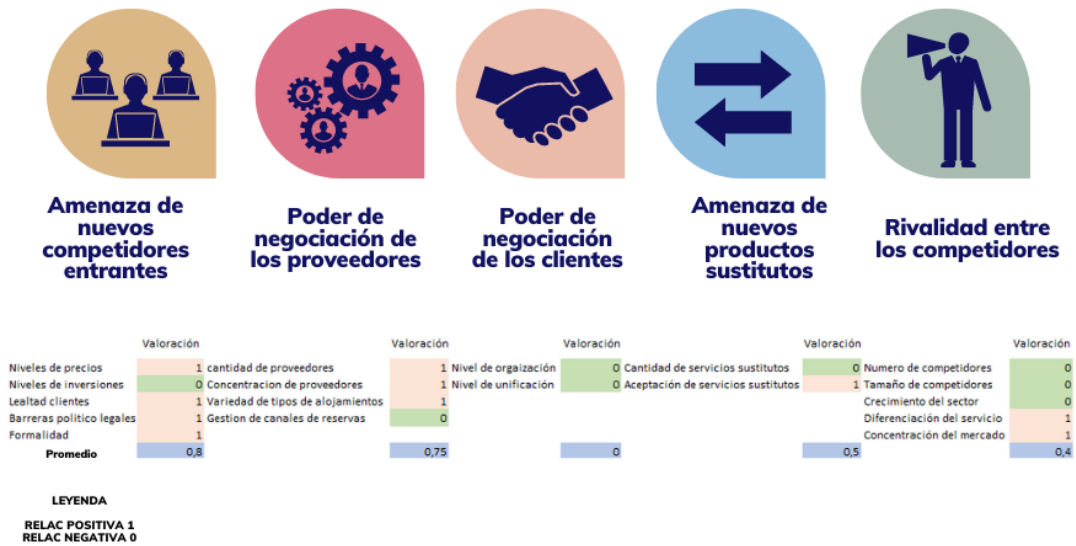 Amenaza de
nuevos
competidores
entrantes
Poder de
negociación de
los proveedores
Poder de
negociación
de los clientes
Amenaza de
nuevos
productos
sustitutos
Rivalidad entre
los competidores
Valoración Valoración Valoración Valoración Valoración
Niveles de precios 1 cantidad de proveedores 1 Nivel de orgaización 0 Cantidad de servicios sustitutos 0 Numero de competidores 0
Niveles de inversiones 0 Concentracion de proveedores 1 Nivel de unificación 0 Aceptación de servicios sustitutos 1 Tamaño de competidores 0
Lealtad clientes 1 Variedad de tipos de alojamientos 1 Crecimiento del sector 0
Barreras politico legales 1 Gestion de canales de reservas 0 Diferenciación del servicio 1
Formalidad 1 Concentración del mercado 1
Promedio 0,8 0,75 0 0,5 0,4
LEYENDA
RELAC POSITIVA 1
RELAC NEGATIVA 0